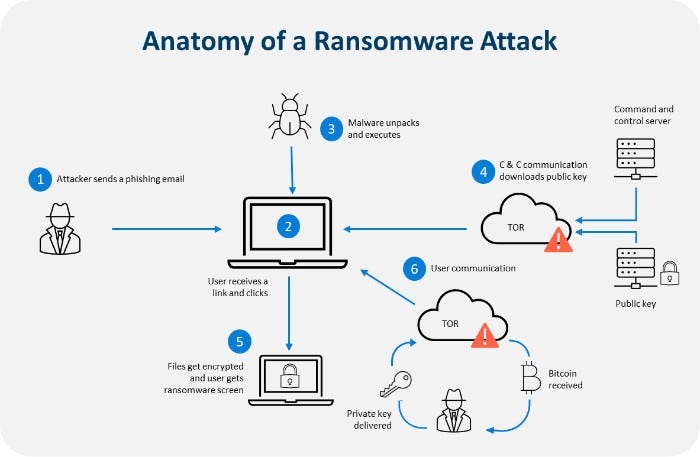 Anatomy of a Ransomware Attack
1 Attacker sends a phishing email
2
User receives a
link and clicks
3 Malware unpacks
and executes
4 C & C communication
downloads public key
TOR
Command and
control server
Public key
5
Files get encrypted
and user gets
ransomware screen
6 User communication
TOR
Bitcoin
received
Private key
delivered